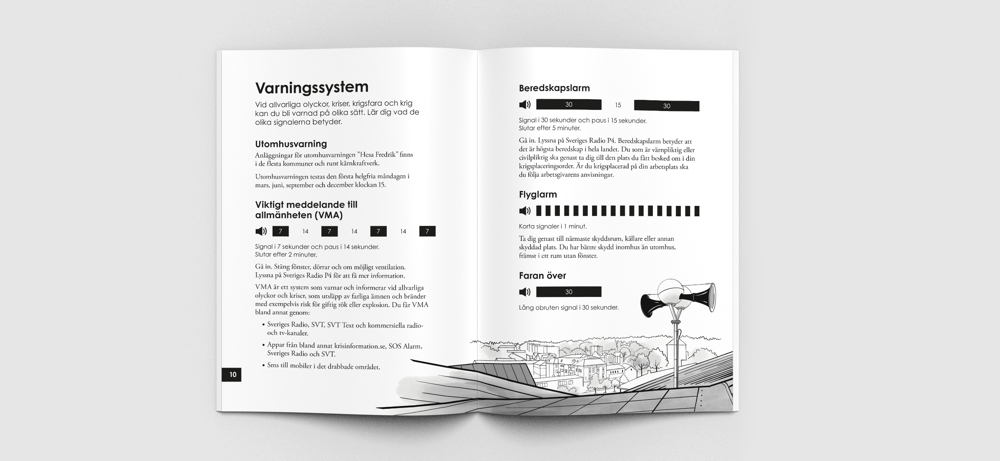 Varningssystem
Vid allvarliga olyckor, kriser, krigsfara och krig
kan du bli varnad på olika sätt. Lär dig vad de
olika signalerna betyder.
Utomhusvarning
Anläggningar för utomhusvarningen ”Hesa Fredrik” finns
i de flesta kommuner och runt kärnkraftverk.
Utomhusvarningen testas den första helgfria måndagen i
mars, juni, september och december klockan 15.
Viktigt meddelande till
allmänheten (VMA)
7 14 7 14 7 14 7
Signal i 7 sekunder och paus i 14 sekunder.
Slutar efter 2 minuter.
Gå in. Stäng fönster, dörrar och om möjligt ventilation.
Lyssna på Sveriges Radio P4 för att få mer information.
VMA är ett system som varnar och informerar vid allvarliga
olyckor och kriser, som utsläpp av farliga ämnen och bränder
med exempelvis risk för giftig rök eller explosion. Du får VMA
bland annat genom:
• Sveriges Radio, SVT, SVT Text och kommersiella radio-
och tv-kanaler.
• Appar från bland annat krisinformation.se, SOS Alarm,
Sveriges Radio och SVT.
• Sms till mobiler i det drabbade området.
10
Beredskapslarm
30 15 30
Signal i 30 sekunder och paus i 15 sekunder.
Slutar efter 5 minuter.
Gå in. Lyssna på Sveriges Radio P4. Beredskapslarm betyder att
det är högsta beredskap i hela landet. Du som är värnpliktig eller
civilpliktig ska genast ta dig till den plats du fått besked om i din
krigsplaceringsorder. Är du krigsplacerad på din arbetsplats ska
du följa arbetsgivarens anvisningar.
Flyglarm
Korta signaler i 1 minut.
Ta dig genast till närmaste skyddsrum, källare eller annan
skyddad plats. Du har bättre skydd inomhus än utomhus,
främst i ett rum utan fönster.
Faran över
30
Lång obruten signal i 30 sekunder.